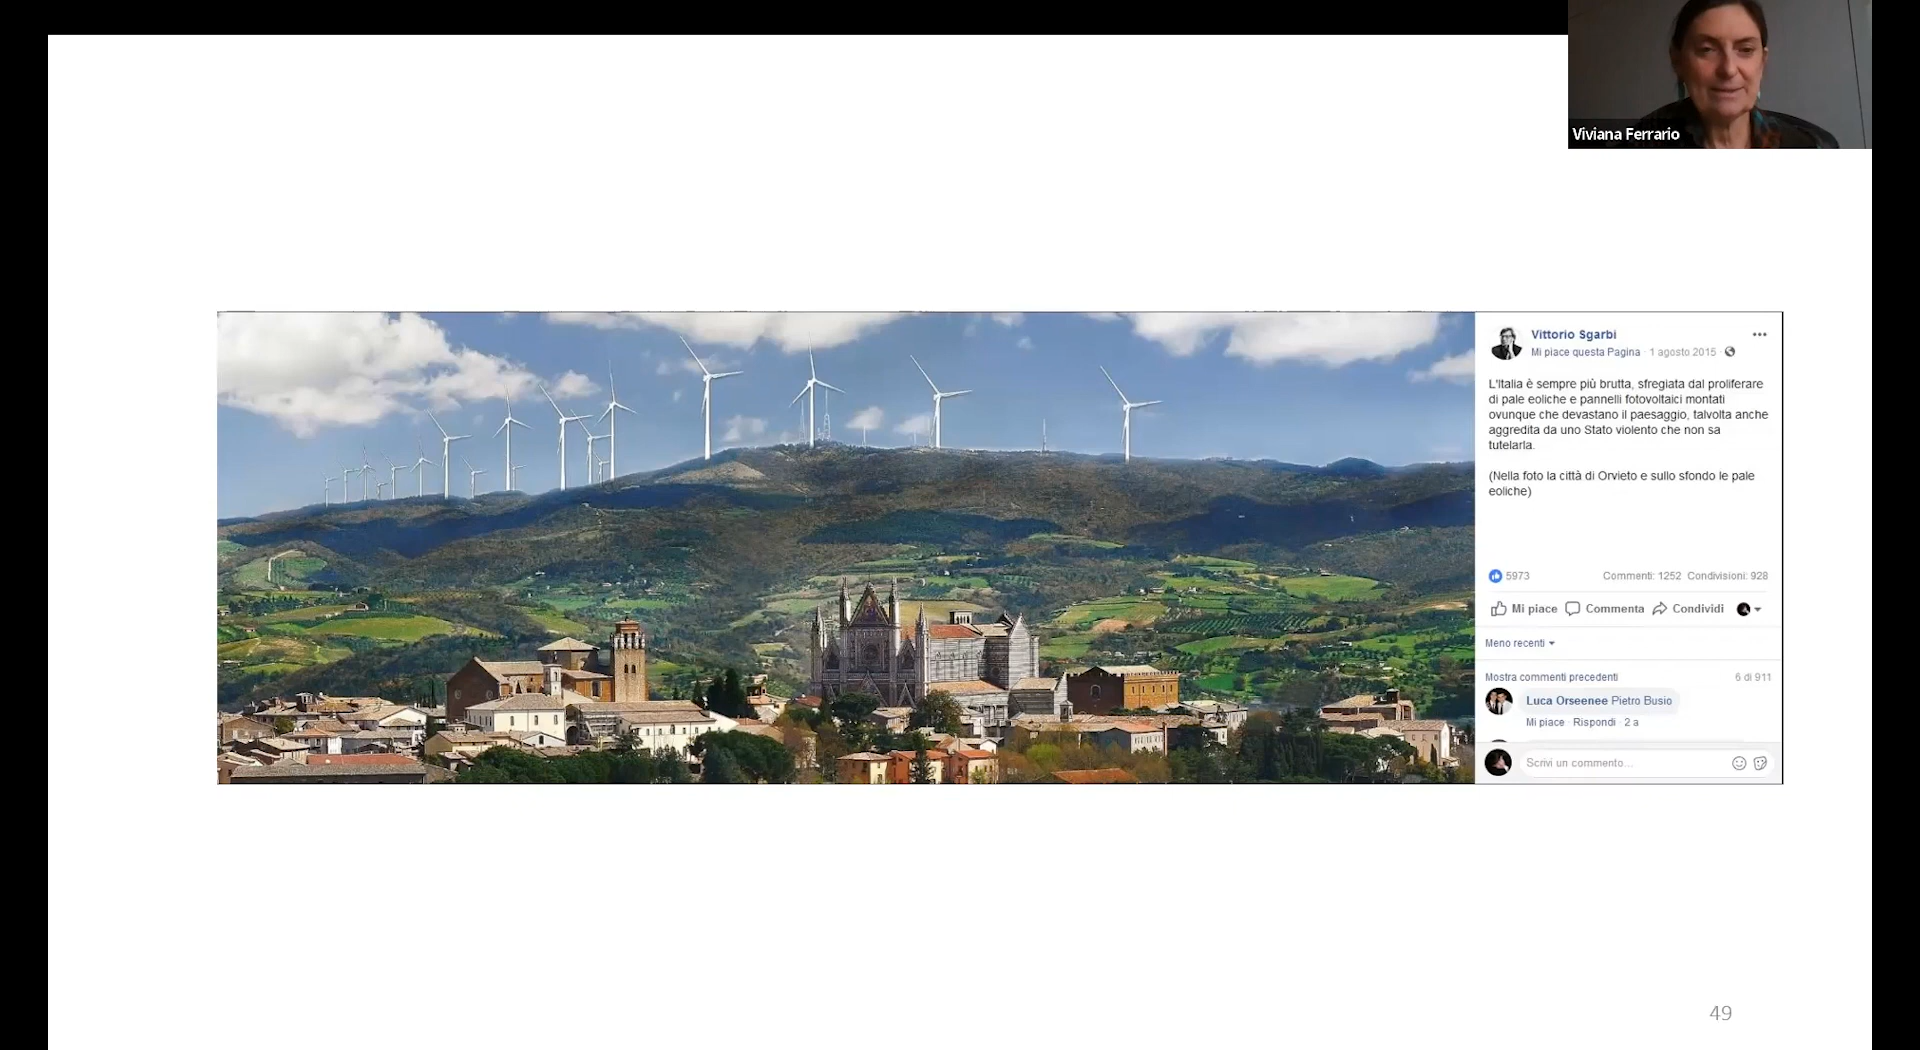 Viviana Ferrario
Vittorio Sgarbi
Mi piace questa Pagina · 1 agosto 2015 ·
L'Italia è sempre più brutta, sfregiata dal proliferare
di pale eoliche e pannelli fotovoltaici montati
ovunque che devastano il paesaggio, talvolta anche
aggredita da uno Stato violento che non sa
tutelarla.
(Nella foto la città di Orvieto e sullo sfondo le pale
eoliche)
5973 Commenti: 1252 Condivisioni: 928
Mi piace Commenta Condividi
Meno recenti
Mostra commenti precedenti 6 di 911
Luca Orseenee Pietro Busio
Mi piace · Rispondi · 2 a
Scrivi un commento...
49